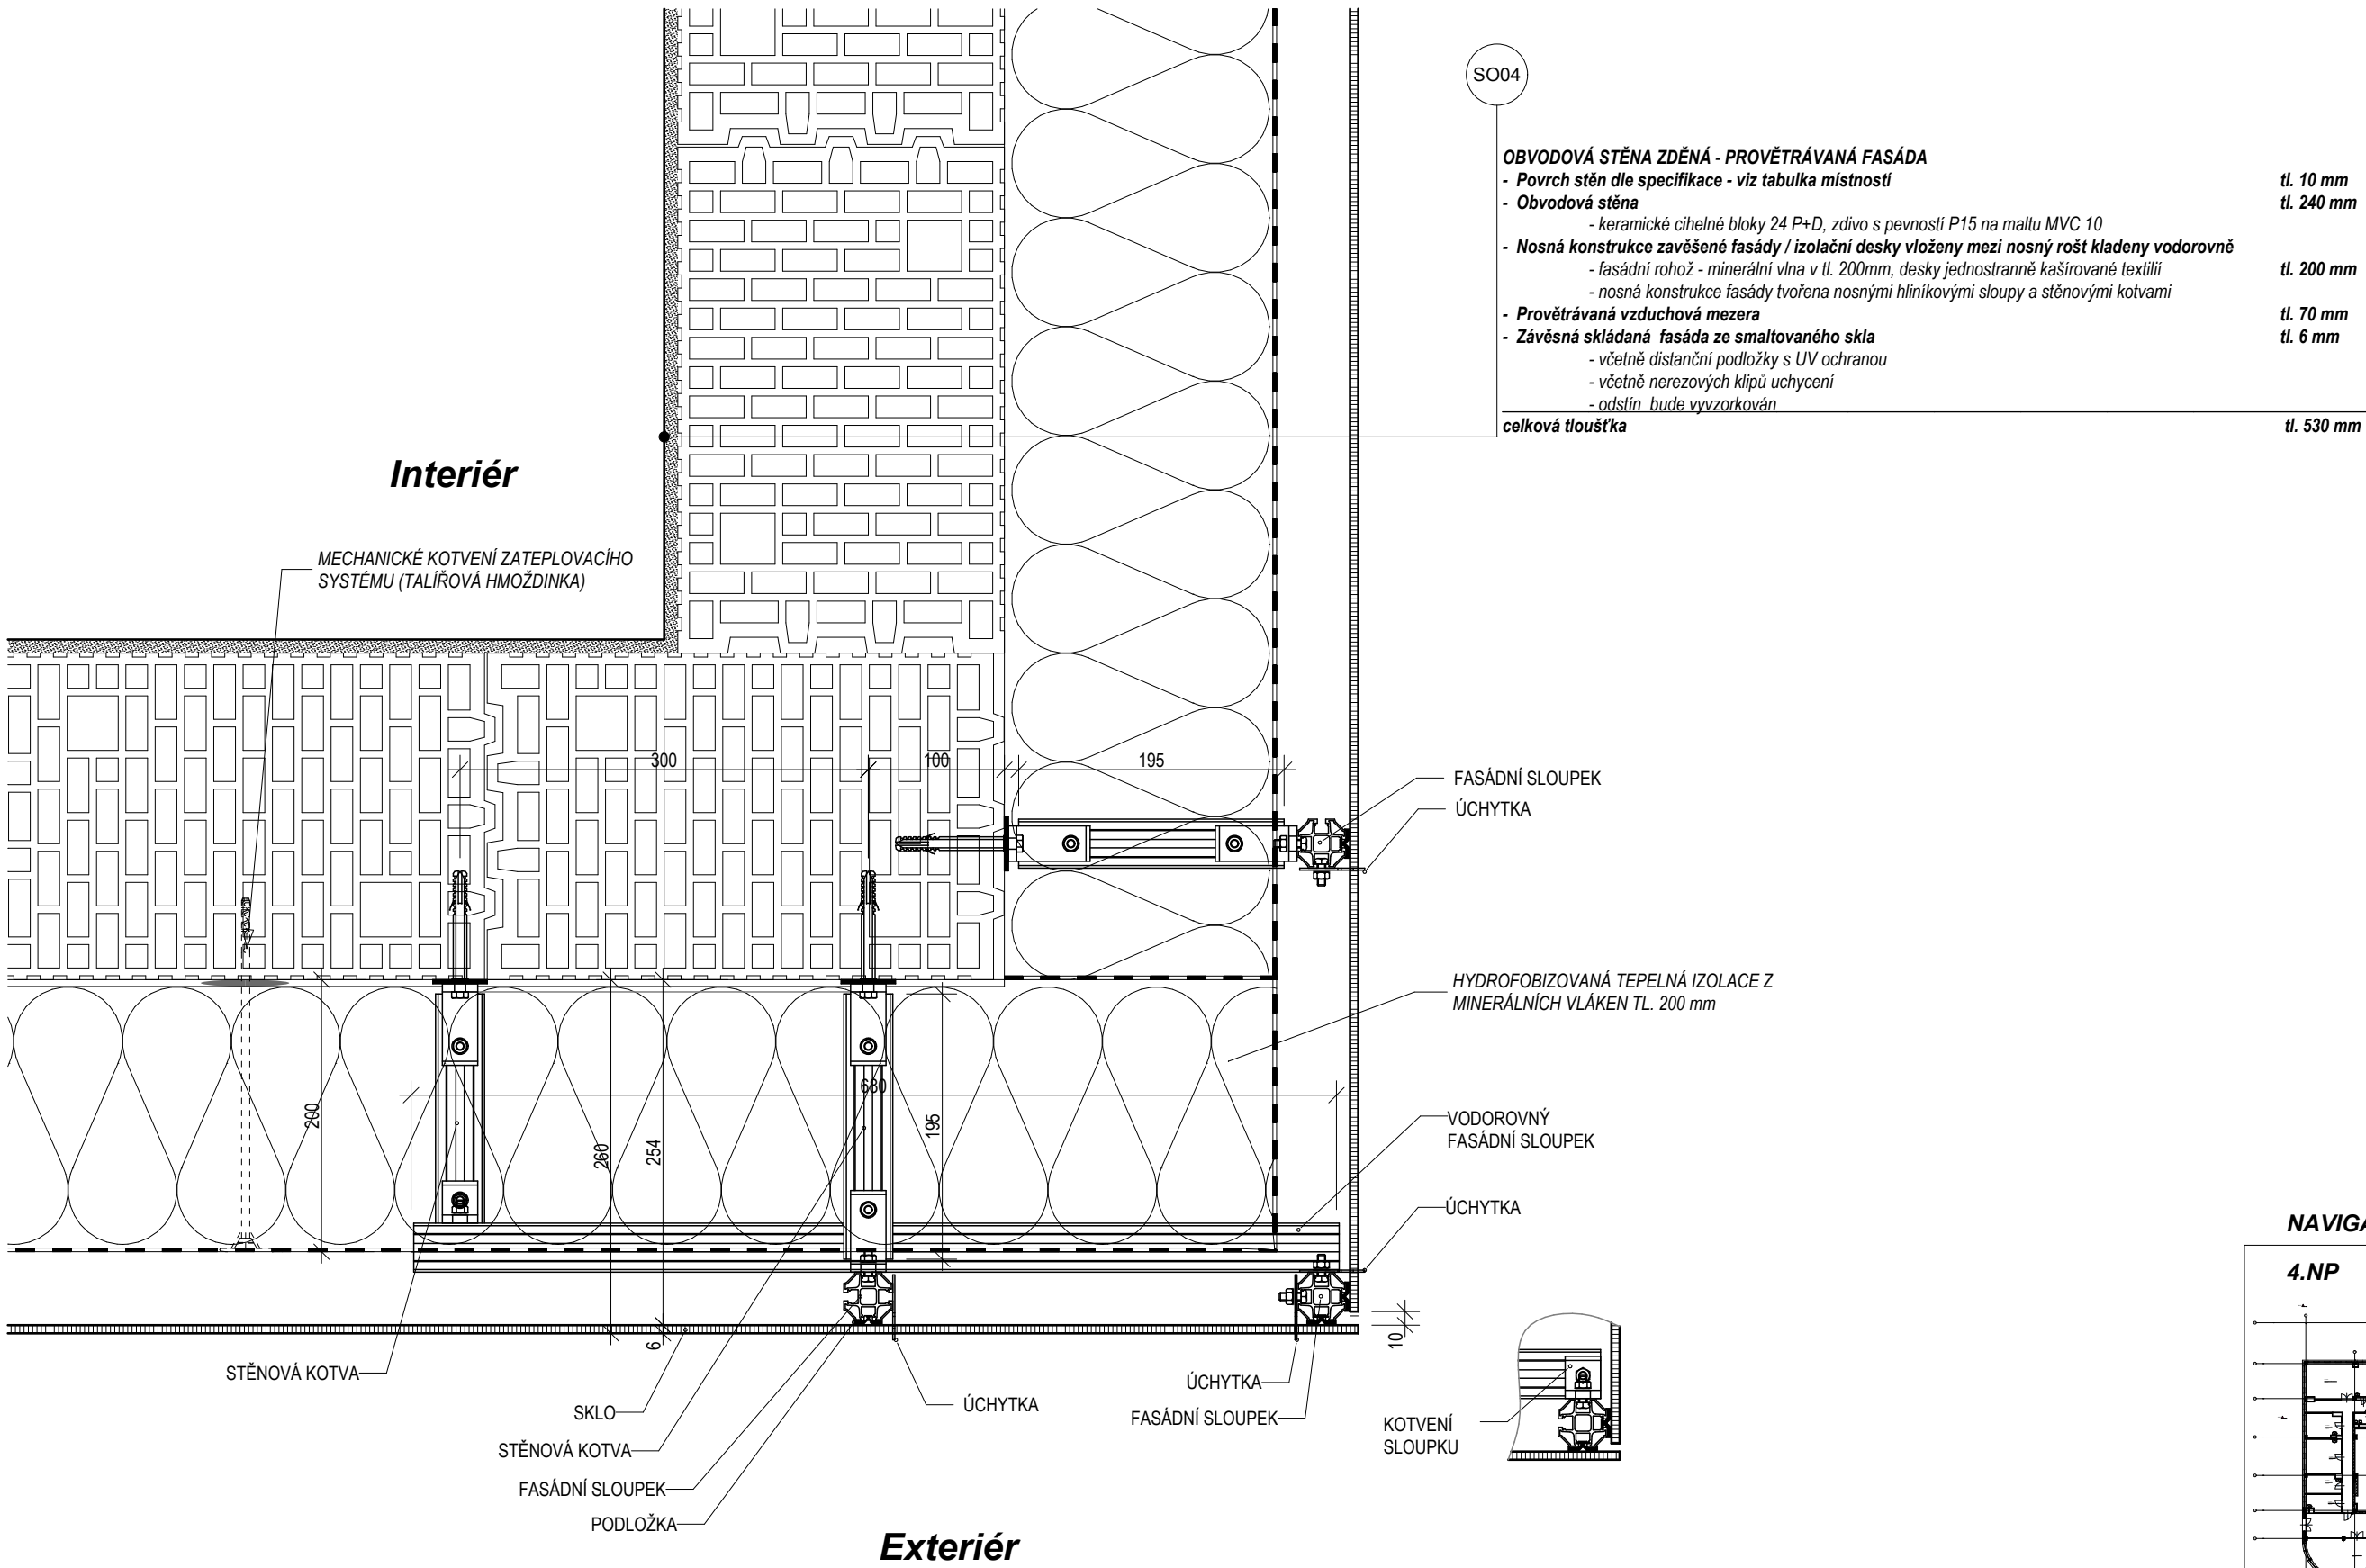 SO04
OBVODOVÁ STĚNA ZDĚNÁ - PROVĚTRÁVANÁ FASÁDA
- Povrch stěn dle specifikace - viz tabulka místností tl. 10 mm
- Obvodová stěna tl. 240 mm
- keramické cihelné bloky 24 P+D, zdivo s pevností P15 na maltu MVC 10
- Nosná konstrukce zavěšené fasády / izolační desky vloženy mezi nosný rošt kladeny vodorovně
- fasádní rohož - minerální vlna v tl. 200mm, desky jednostranně kašírované textilií tl. 200 mm
- nosná konstrukce fasády tvořena nosnými hliníkovými sloupy a stěnovými kotvami
- Provětrávaná vzduchová mezera tl. 70 mm
- Závěsná skládaná fasáda ze smaltovaného skla tl. 6 mm
- včetně distanční podložky s UV ochranou
- včetně nerezových klipů uchycení
- odstín bude vyvzorkován
celková tloušťka tl. 530 mm
Interiér
MECHANICKÉ KOTVENÍ ZATEPLOVACÍHO
SYSTÉMU (TALÍŘOVÁ HMOŽDINKA)
300
100
195
FASÁDNÍ SLOUPEK
ÚCHYTKA
HYDROFOBIZOVANÁ TEPELNÁ IZOLACE Z
MINERÁLNÍCH VLÁKEN TL. 200 mm
680
200
260
254
195
VODOROVNÝ
FASÁDNÍ SLOUPEK
ÚCHYTKA
6
10
STĚNOVÁ KOTVA
SKLO
STĚNOVÁ KOTVA
FASÁDNÍ SLOUPEK
PODLOŽKA
ÚCHYTKA
ÚCHYTKA
FASÁDNÍ SLOUPEK
KOTVENÍ
SLOUPKU
Exteriér
NAVIGA
4.NP